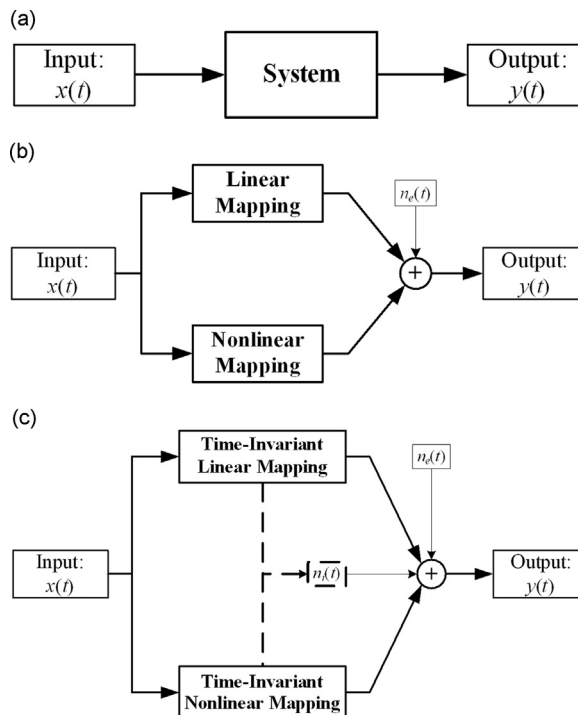 (a)
Input:
x(t)
System
Output:
y(t)
(b)
Linear
Mapping
n_e(t)
Input:
x(t)
+
Output:
y(t)
Nonlinear
Mapping
(c)
Time-Invariant
Linear Mapping
n_e(t)
Input:
x(t)
n_i(t)
+
Output:
y(t)
Time-Invariant
Nonlinear Mapping